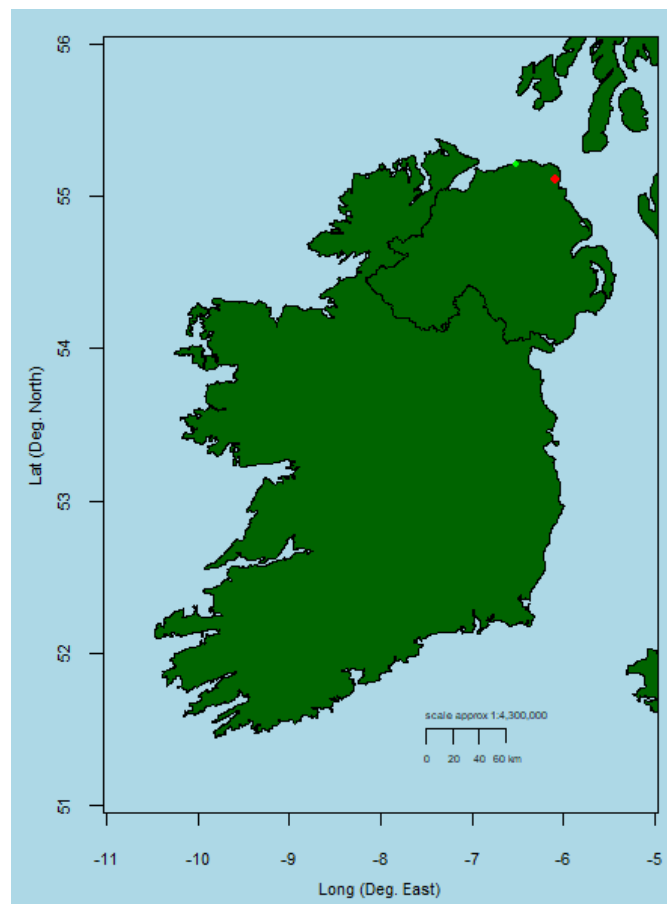 56
55
54
53
52
51
Lat (Deg. North)
scale approx 1:4,300,000
0 20 40 60 km
-11 -10 -9 -8 -7 -6 -5
Long (Deg. East)